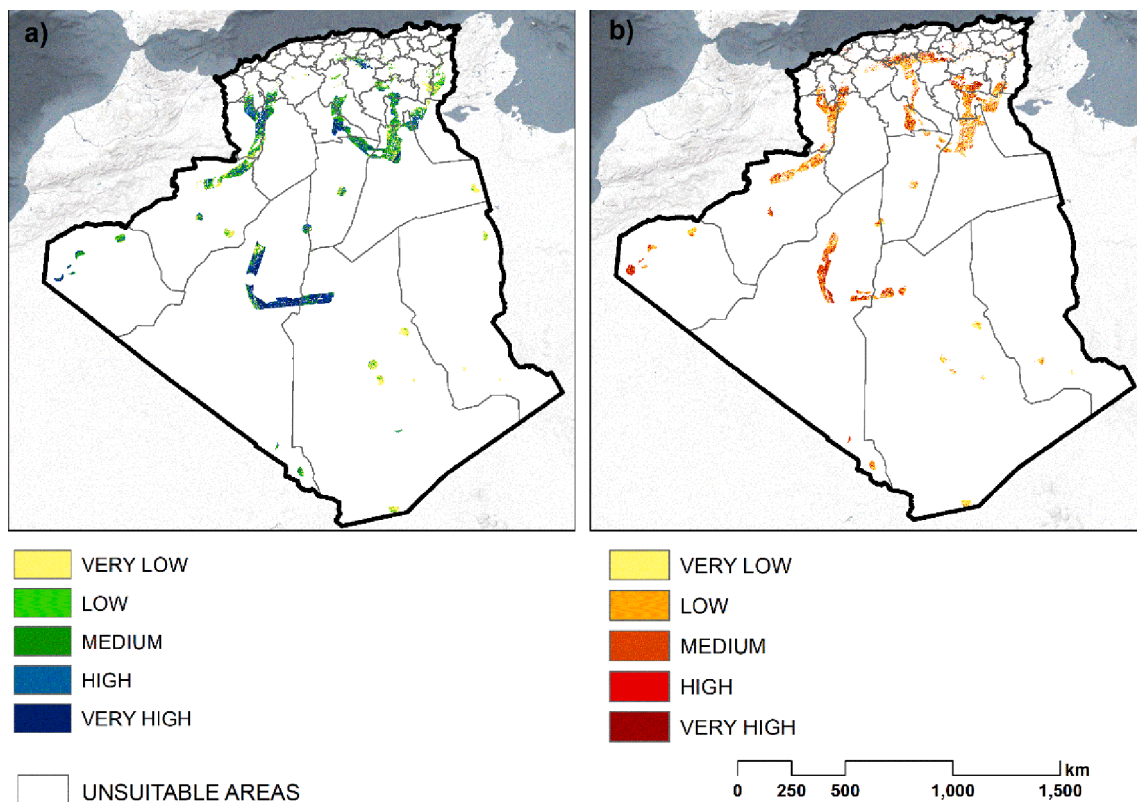 a)
b)
VERY LOW
LOW
MEDIUM
HIGH
VERY HIGH
UNSUITABLE AREAS
VERY LOW
LOW
MEDIUM
HIGH
VERY HIGH
km
0 250 500 1,000 1,500